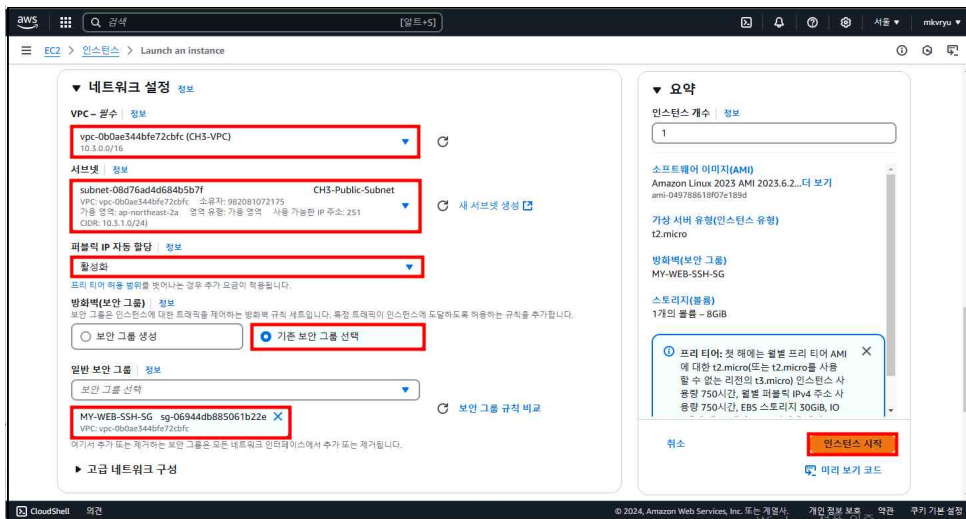 aws
검색
[알트+S]
서울 ▼
mkvryu ▼
EC2 > 인스턴스 > Launch an instance
▼ 네트워크 설정 정보
VPC – 필수 | 정보
vpc-0b0ae344bfe72cbfc (CH3-VPC)
10.3.0.0/16
서브넷 | 정보
subnet-08d76ad4d684b5b7f CH3-Public-Subnet
VPC: vpc-0b0ae344bfe72cbfc 소유자: 982081072175
가용 영역: ap-northeast-2a 영역 유형: 가용 영역 사용 가능한 IP 주소: 251
CIDR: 10.3.1.0/24)
새 서브넷 생성
퍼블릭 IP 자동 할당 | 정보
활성화
프리 티어 허용 범위를 벗어나는 경우 추가 요금이 적용됩니다.
방화벽(보안 그룹) | 정보
보안 그룹은 인스턴스에 대한 트래픽을 제어하는 방화벽 규칙 세트입니다. 특정 트래픽이 인스턴스에 도달하도록 허용하는 규칙을 추가합니다.
보안 그룹 생성
기존 보안 그룹 선택
일반 보안 그룹 | 정보
보안 그룹 선택
MY-WEB-SSH-SG sg-06944db885061b22e ✕
VPC: vpc-0b0ae344bfe72cbfc
보안 그룹 규칙 비교
여기서 추가 또는 제거하는 보안 그룹은 모든 네트워크 인터페이스에서 추가 또는 제거됩니다.
▶ 고급 네트워크 구성
▼ 요약
인스턴스 개수 | 정보
1
소프트웨어 이미지(AMI)
Amazon Linux 2023 AMI 2023.6.2...더 보기
ami-049788618f07e189d
가상 서버 유형(인스턴스 유형)
t2.micro
방화벽(보안 그룹)
MY-WEB-SSH-SG
스토리지(볼륨)
1개의 볼륨 – 8GiB
프리 티어: 첫 해에는 월별 프리 티어 AMI
에 대한 t2.micro(또는 t2.micro를 사용
할 수 없는 리전의 t3.micro) 인스턴스 사
용량 750시간, 월별 퍼블릭 IPv4 주소 사
용량 750시간, EBS 스토리지 30GiB, IO
취소
인스턴스 시작
미리 보기 코드
CloudShell 의견
© 2024, Amazon Web Services, Inc. 또는 계열사. 개인 정보 보호 약관 쿠키 기본 설정